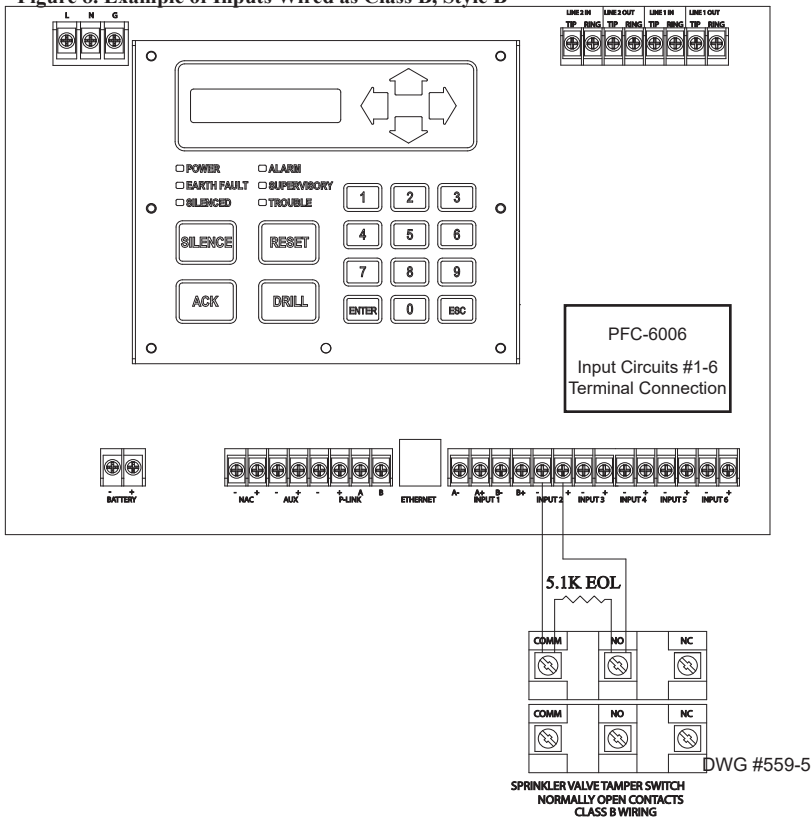 Figure 8. Example of Inputs Wired as Class B, Style B
L N G
LINE 2 IN LINE 2 OUT LINE 1 IN LINE 1 OUT
TIP RING TIP RING TIP RING TIP RING
POWER ALARM
EARTH FAULT SUPERVISORY
SILENCED TROUBLE
SILENCE RESET
ACK DRILL
1 2 3
4 5 6
7 8 9
ENTER 0 ESC
PFC-6006
Input Circuits #1-6
Terminal Connection
- +
BATTERY
- + - + - + A B
NAC AUX P-LINK
ETHERNET
A- A+ B- B+ - + - + - + - + - +
INPUT 1 INPUT 2 INPUT 3 INPUT 4 INPUT 5 INPUT 6
5.1K EOL
COMM NO NC
COMM NO NC
DWG #559-5
SPRINKLER VALVE TAMPER SWITCH
NORMALLY OPEN CONTACTS
CLASS B WIRING